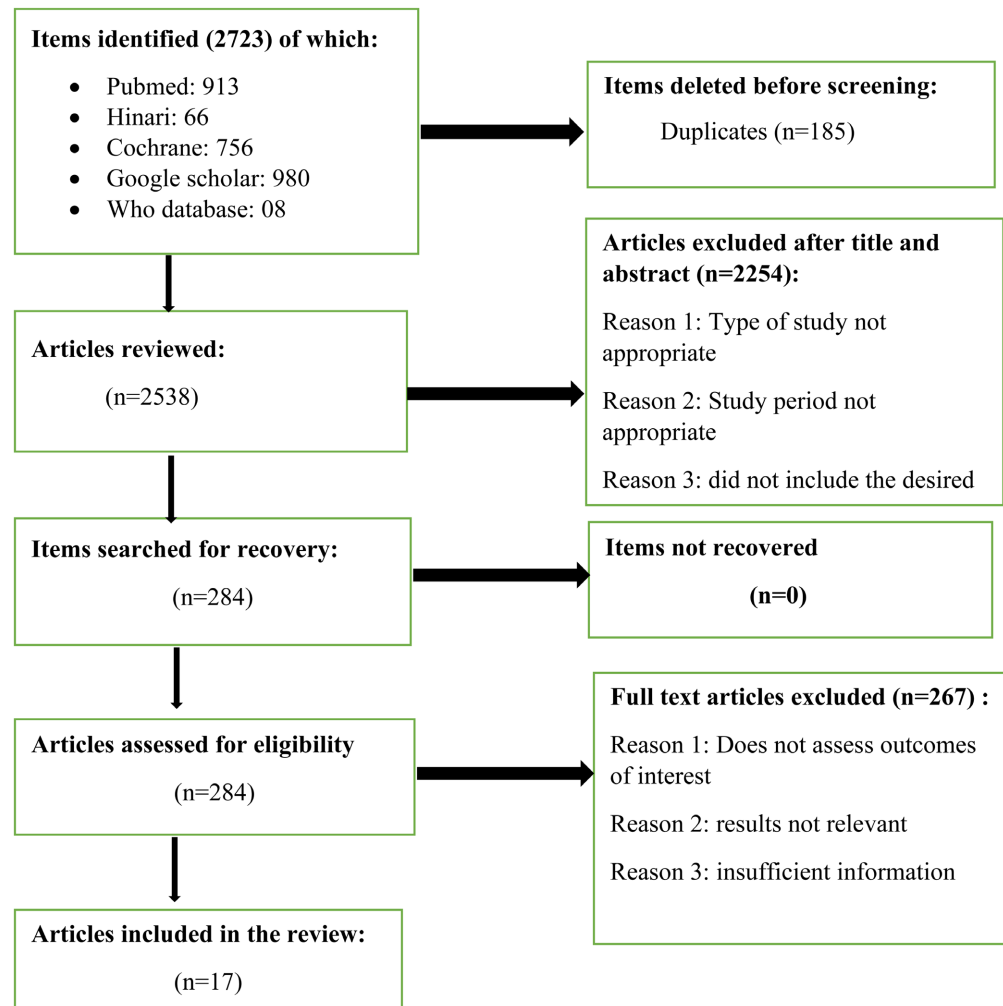 Items identified (2723) of which:
• Pubmed: 913
• Hinari: 66
• Cochrane: 756
• Google scholar: 980
• Who database: 08
Items deleted before screening:
Duplicates (n=185)
Articles reviewed:
(n=2538)
Articles excluded after title and
abstract (n=2254):
Reason 1: Type of study not
appropriate
Reason 2: Study period not
appropriate
Reason 3: did not include the desired
Items searched for recovery:
(n=284)
Items not recovered
(n=0)
Articles assessed for eligibility
(n=284)
Full text articles excluded (n=267) :
Reason 1: Does not assess outcomes
of interest
Reason 2: results not relevant
Reason 3: insufficient information
Articles included in the review:
(n=17)